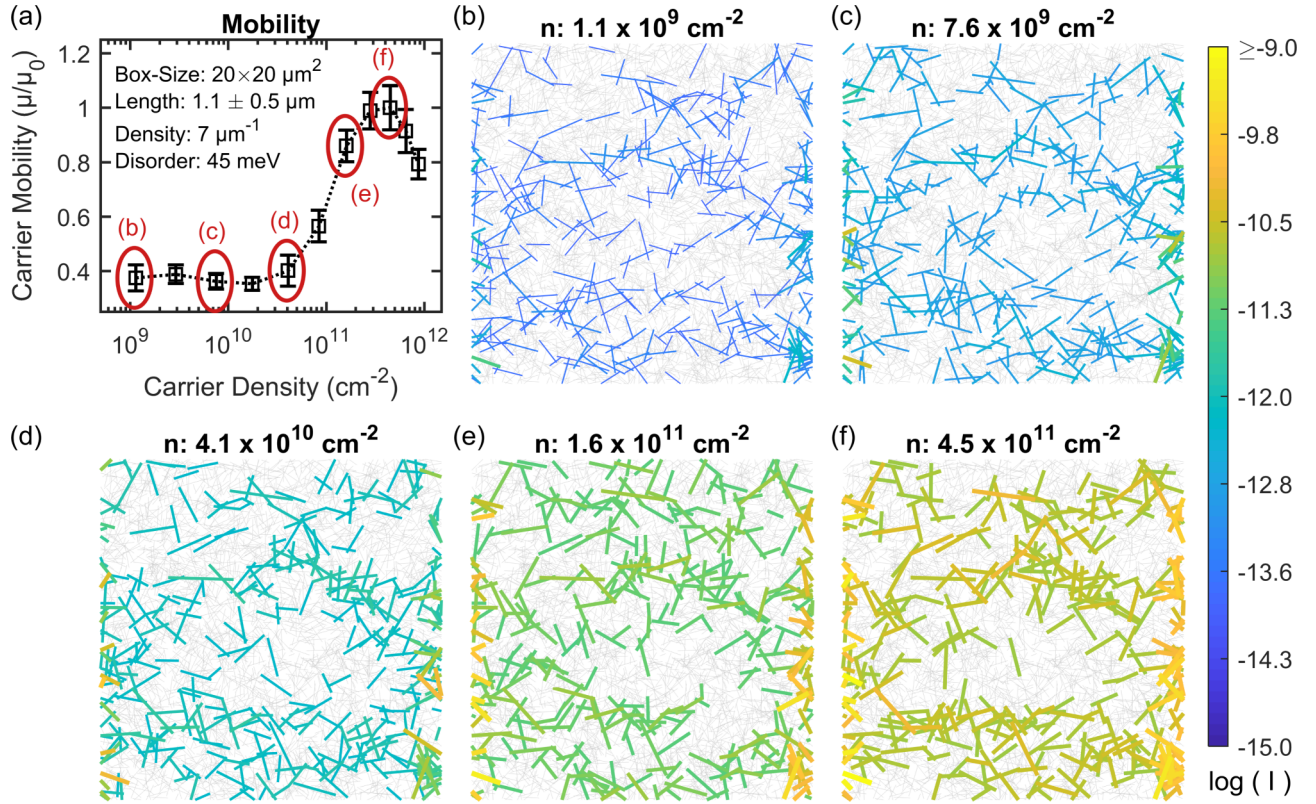 (a)
Mobility
Carrier Mobility (μ/μ₀)
1.2
1
0.8
0.6
0.4
Box-Size: 20×20 μm²
Length: 1.1 ± 0.5 μm
Density: 7 μm⁻¹
Disorder: 45 meV
(b)
(c)
(d)
(e)
(f)
10⁹
10¹⁰
10¹¹
10¹²
Carrier Density (cm⁻²)
(b)
n: 1.1 x 10⁹ cm⁻²
(c)
n: 7.6 x 10⁹ cm⁻²
(d)
n: 4.1 x 10¹⁰ cm⁻²
(e)
n: 1.6 x 10¹¹ cm⁻²
(f)
n: 4.5 x 10¹¹ cm⁻²
≥-9.0
-9.8
-10.5
-11.3
-12.0
-12.8
-13.6
-14.3
-15.0
log ( I )